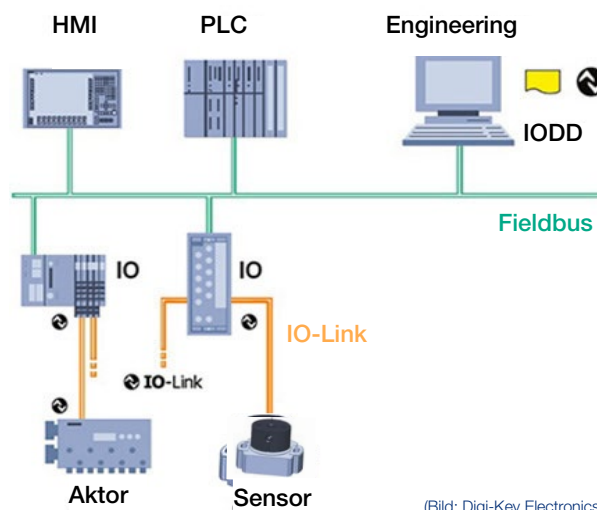 HMI
PLC
Engineering
IODD
Fieldbus
IO
IO
IO-Link
IO-Link
Aktor
Sensor
(Bild: Digi-Key Electronics